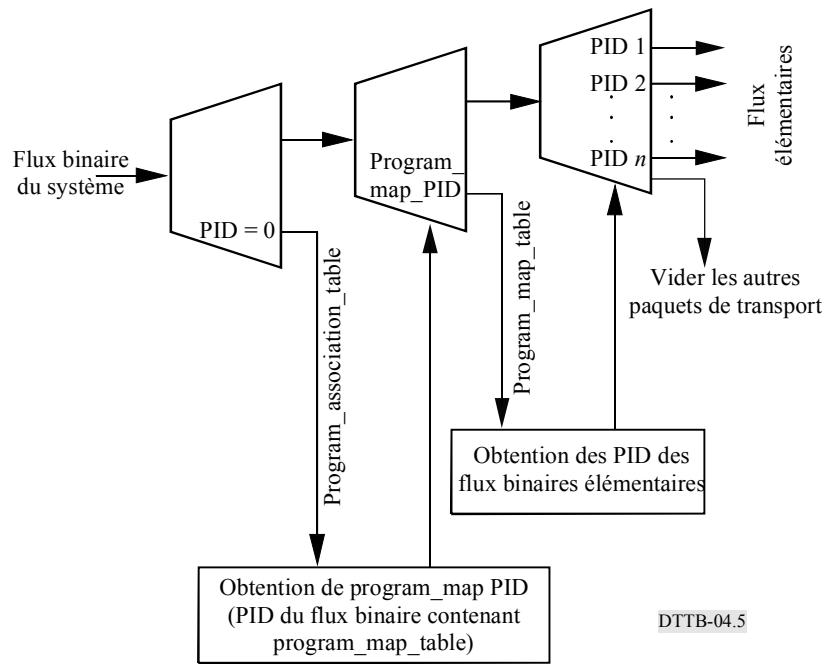 Flux binaire
du système
PID = 0
Program_association_table
Program_
map_PID
Program_map_table
PID 1
PID 2
PID n
Flux
élémentaires
Vider les autres
paquets de transport
Obtention des PID des
flux binaires élémentaires
Obtention de program_map PID
(PID du flux binaire contenant
program_map_table)
DTTB-04.5